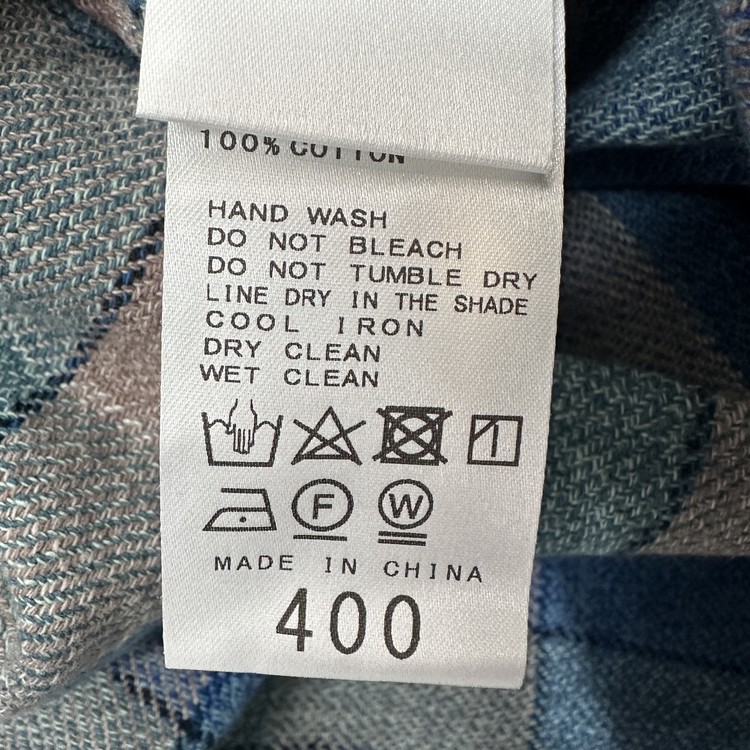 100% COTTON
HAND WASH
DO NOT BLEACH
DO NOT TUMBLE DRY
LINE DRY IN THE SHADE
COOL IRON
DRY CLEAN
WET CLEAN
F W
MADE IN CHINA
400